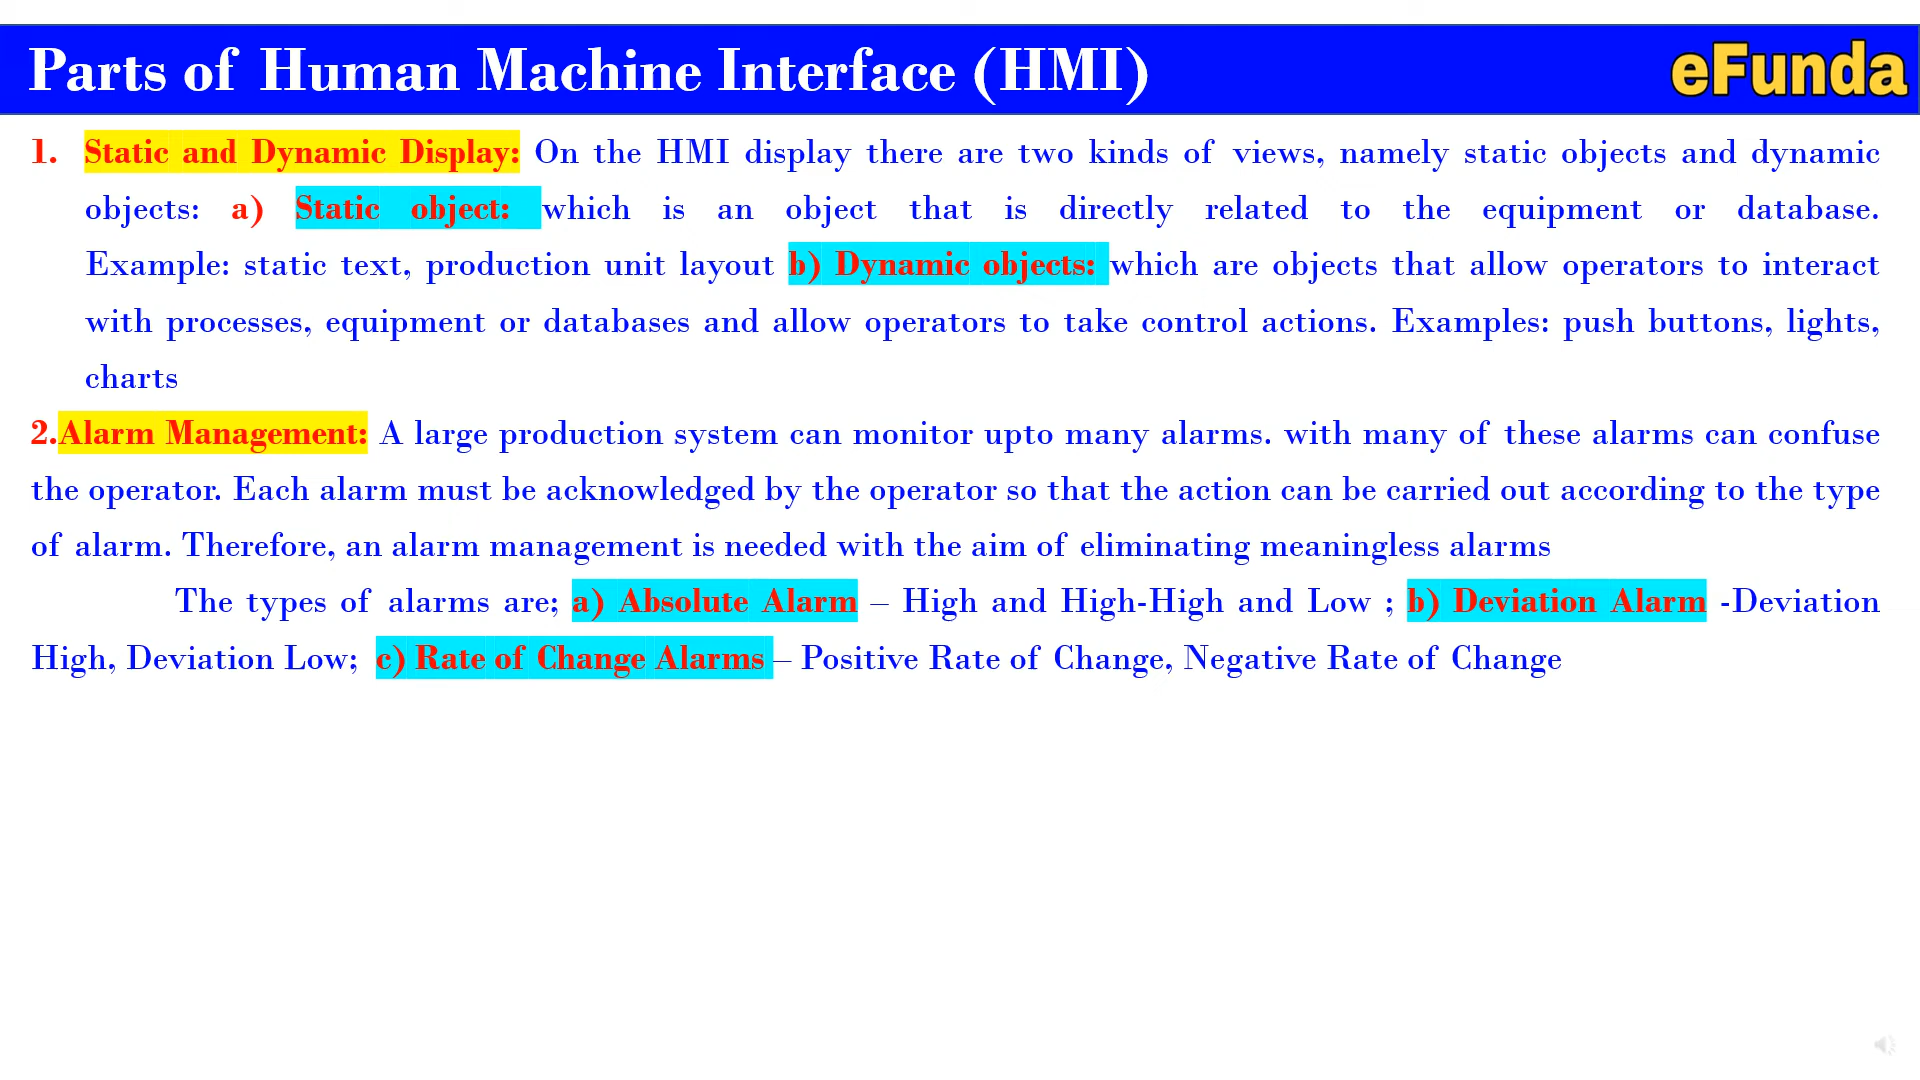 Parts of Human Machine Interface (HMI)
eFunda
1. Static and Dynamic Display: On the HMI display there are two kinds of views, namely static objects and dynamic
objects: a) Static object: which is an object that is directly related to the equipment or database.
Example: static text, production unit layout b) Dynamic objects: which are objects that allow operators to interact
with processes, equipment or databases and allow operators to take control actions. Examples: push buttons, lights,
charts
2.Alarm Management: A large production system can monitor upto many alarms. with many of these alarms can confuse
the operator. Each alarm must be acknowledged by the operator so that the action can be carried out according to the type
of alarm. Therefore, an alarm management is needed with the aim of eliminating meaningless alarms
The types of alarms are; a) Absolute Alarm – High and High-High and Low ; b) Deviation Alarm -Deviation
High, Deviation Low; c) Rate of Change Alarms – Positive Rate of Change, Negative Rate of Change